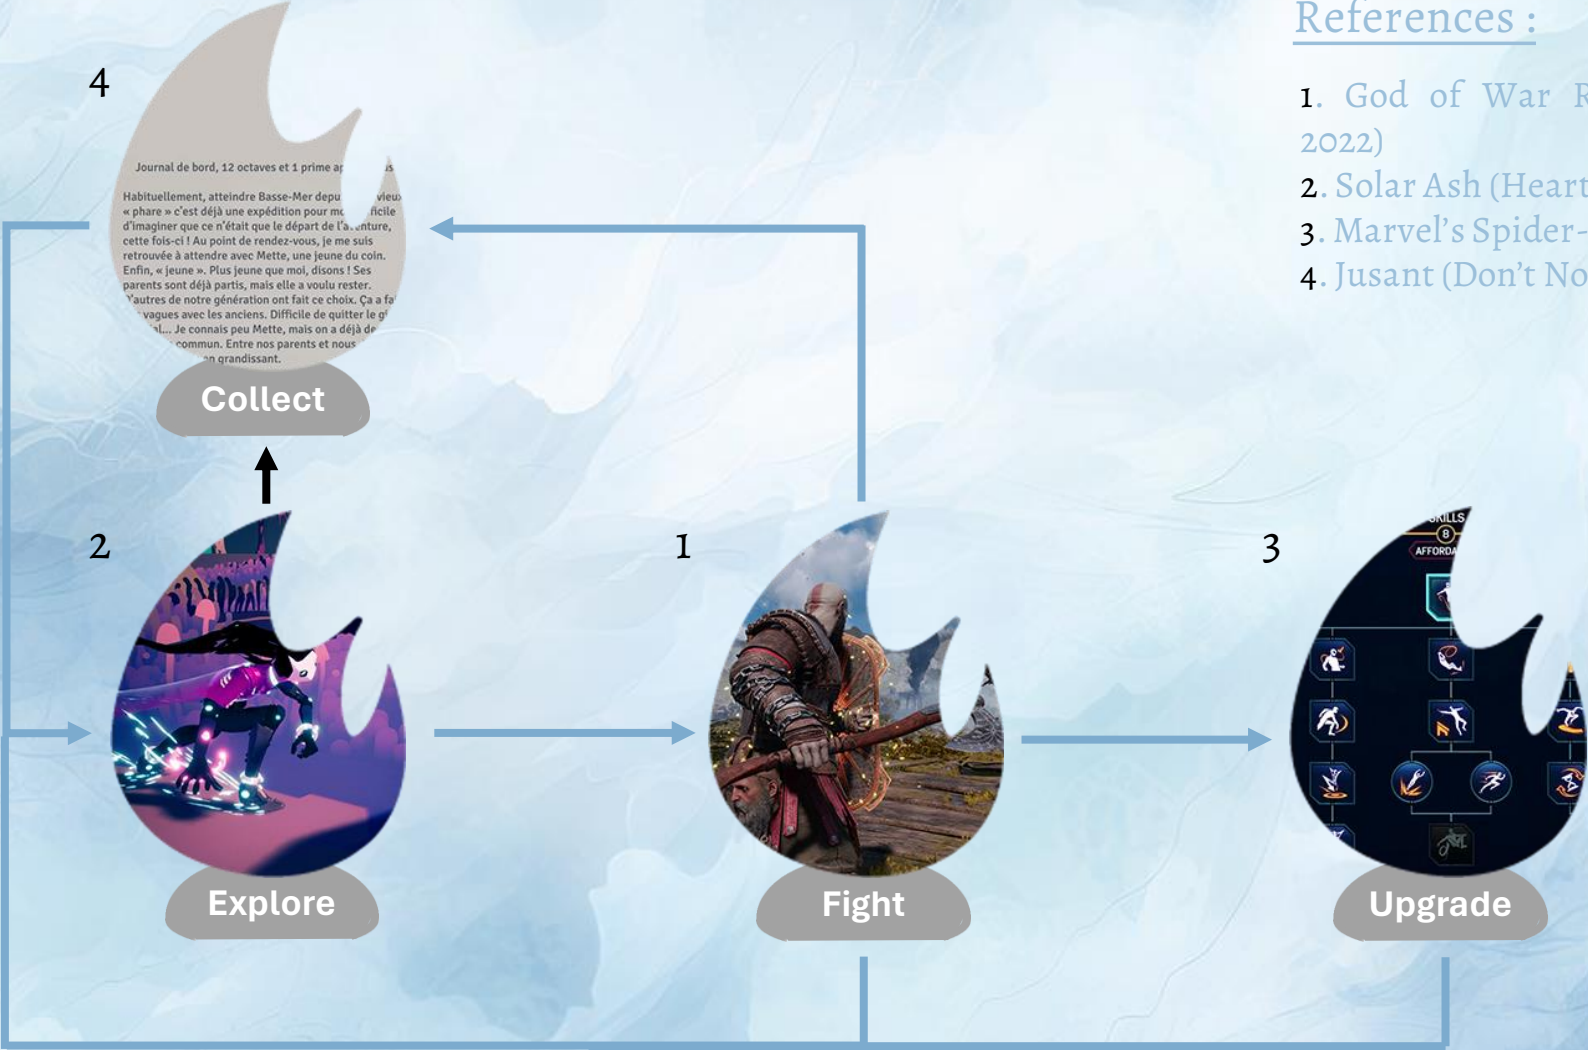 References :
1. God of War R
2022)
2. Solar Ash (Heart
3. Marvel's Spider-
4. Jusant (Don't No
4
Journal de bord, 12 octaves et 1 prime
Habituellement, atteindre Basse-Mer vieux
« phare » c'est déjà une expédition pour
d'imaginer que ce n'était que le départ de l'aventure,
cette fois-ci ! Au point de rendez-vous, je me suis
retrouvée à attendre avec Mette, une jeune du coin.
Enfin, « jeune ». Plus jeune que moi, disons ! Ses
parents sont déjà partis, mais elle a voulu rester.
D'autres de notre génération ont fait ce choix. Ça a
vagues avec les anciens. Difficile de quitter le
Je connais peu Mette, mais on a déjà
commun. Entre nos parents et nous
en grandissant.
Collect
2
1
3
SKILLS
8
Explore
Fight
Upgrade